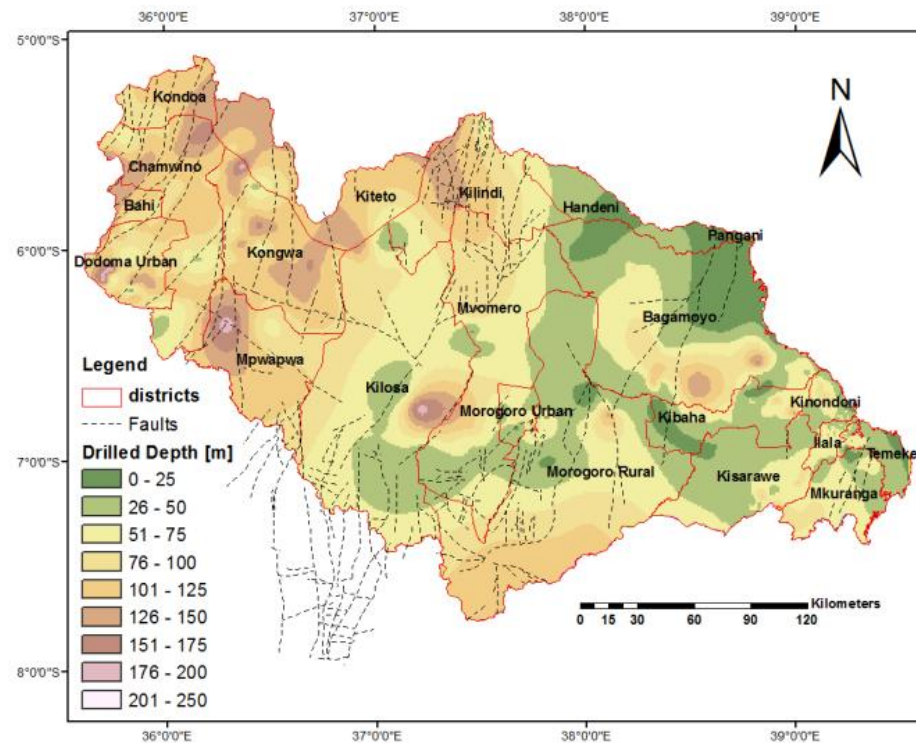 36°0'0"E 37°0'0"E 38°0'0"E 39°0'0"E
5°0'0"S
6°0'0"S
7°0'0"S
8°0'0"S
N
Kondoa
Chamwino
Bahi
Dodoma Urban
Kongwa
Kiteto
Kilindi
Handeni
Pangani
Mvomero
Bagamoyo
Mpwapwa
Kilosa
Morogoro Urban
Kibaha
Kinondoni
Ilala
Temeke
Morogoro Rural
Kisarawe
Mkuranga
Legend
districts
Faults
Drilled Depth [m]
0 - 25
26 - 50
51 - 75
76 - 100
101 - 125
126 - 150
151 - 175
176 - 200
201 - 250
Kilometers
0 15 30 60 90 120
36°0'0"E 37°0'0"E 38°0'0"E 39°0'0"E